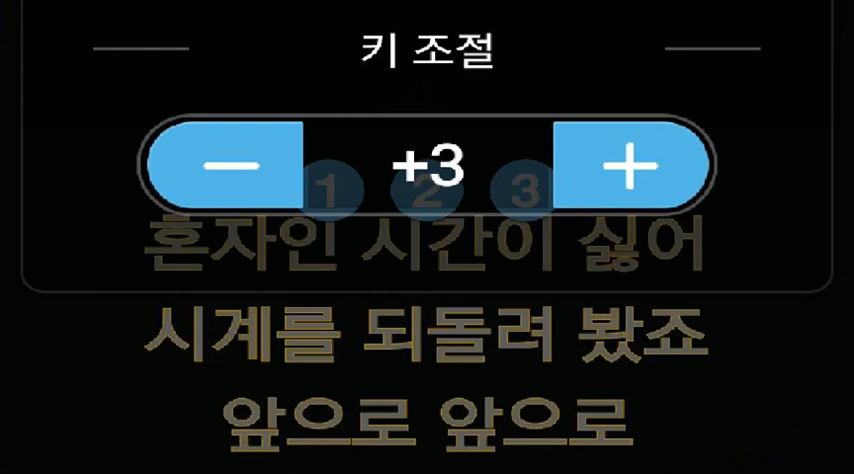 키 조절
− +3 +
1 2 3
혼자인 시간이 싫어
시계를 되돌려 봤죠
앞으로 앞으로